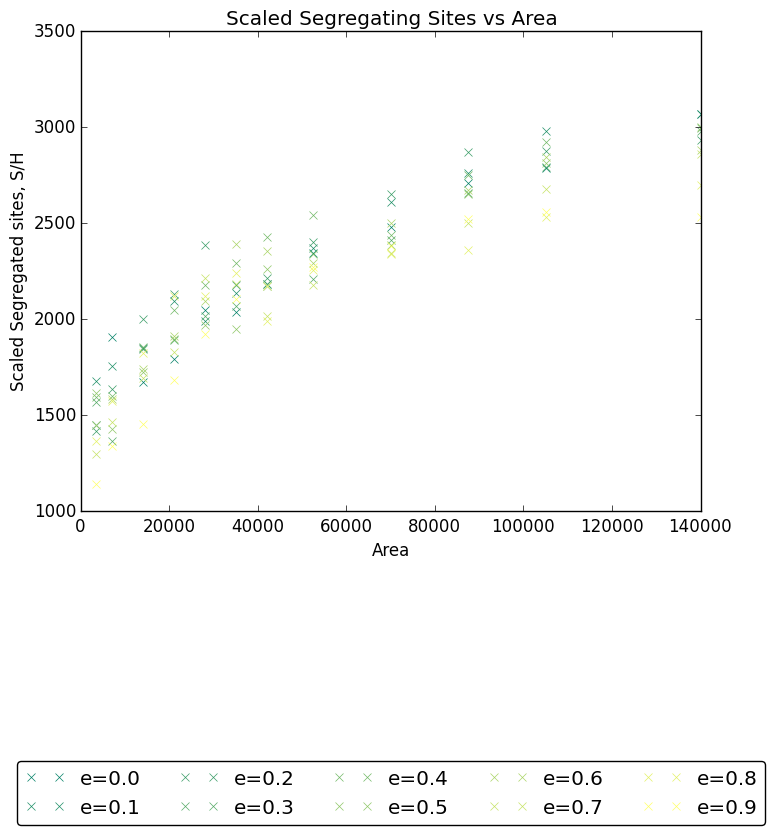 Scaled Segregating Sites vs Area
3500
3000
2500
2000
1500
1000
Scaled Segregated sites, S/H
0 20000 40000 60000 80000 100000 120000 140000
Area
e=0.0 e=0.2 e=0.4 e=0.6 e=0.8
e=0.1 e=0.3 e=0.5 e=0.7 e=0.9